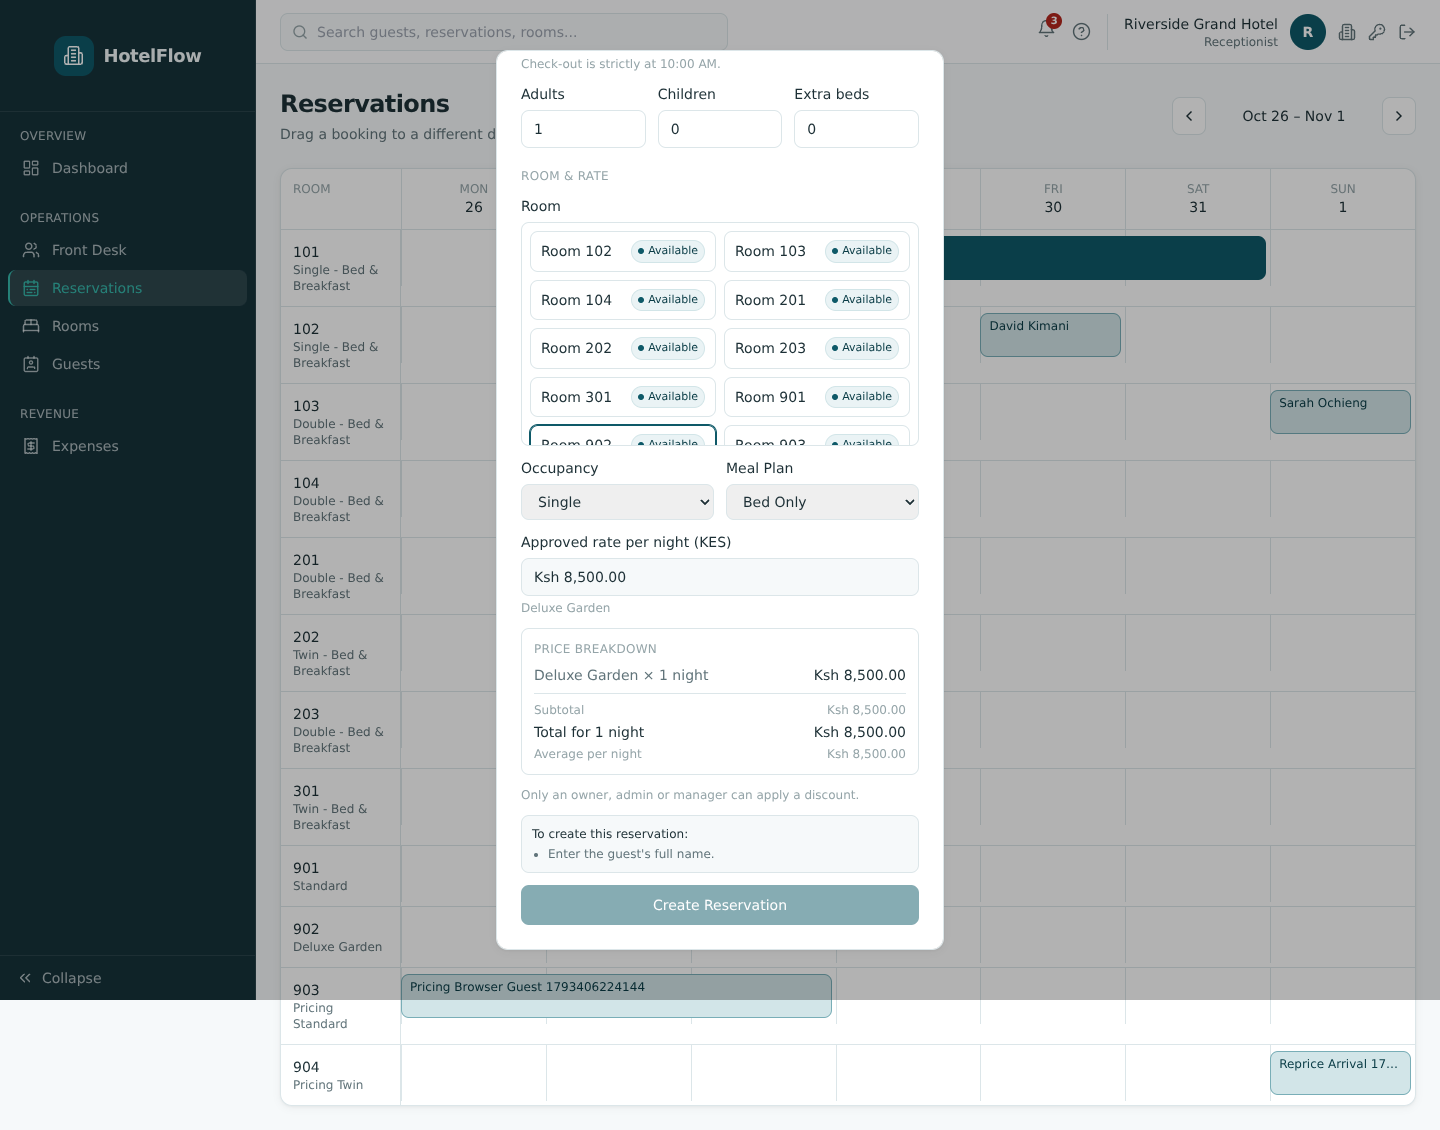 HotelFlow
Search guests, reservations, rooms...
3
Riverside Grand Hotel
Receptionist
R
OVERVIEW
Dashboard
OPERATIONS
Front Desk
Reservations
Rooms
Guests
REVENUE
Expenses
Collapse
Reservations
Drag a booking to a different d
Oct 26 – Nov 1
ROOM
MON
26
FRI
30
SAT
31
SUN
1
101
Single - Bed &
Breakfast
102
Single - Bed &
Breakfast
David Kimani
103
Double - Bed &
Breakfast
Sarah Ochieng
104
Double - Bed &
Breakfast
201
Double - Bed &
Breakfast
202
Twin - Bed &
Breakfast
203
Double - Bed &
Breakfast
301
Twin - Bed &
Breakfast
901
Standard
902
Deluxe Garden
903
Pricing
Standard
Pricing Browser Guest 1793406224144
904
Pricing Twin
Reprice Arrival 17...
Check-out is strictly at 10:00 AM.
Adults
Children
Extra beds
1
0
0
ROOM & RATE
Room
Room 102 Available
Room 103 Available
Room 104 Available
Room 201 Available
Room 202 Available
Room 203 Available
Room 301 Available
Room 901 Available
Room 902 Available
Room 903 Available
Occupancy
Meal Plan
Single
Bed Only
Approved rate per night (KES)
Ksh 8,500.00
Deluxe Garden
PRICE BREAKDOWN
Deluxe Garden × 1 night Ksh 8,500.00
Subtotal Ksh 8,500.00
Total for 1 night Ksh 8,500.00
Average per night Ksh 8,500.00
Only an owner, admin or manager can apply a discount.
To create this reservation:
• Enter the guest's full name.
Create Reservation